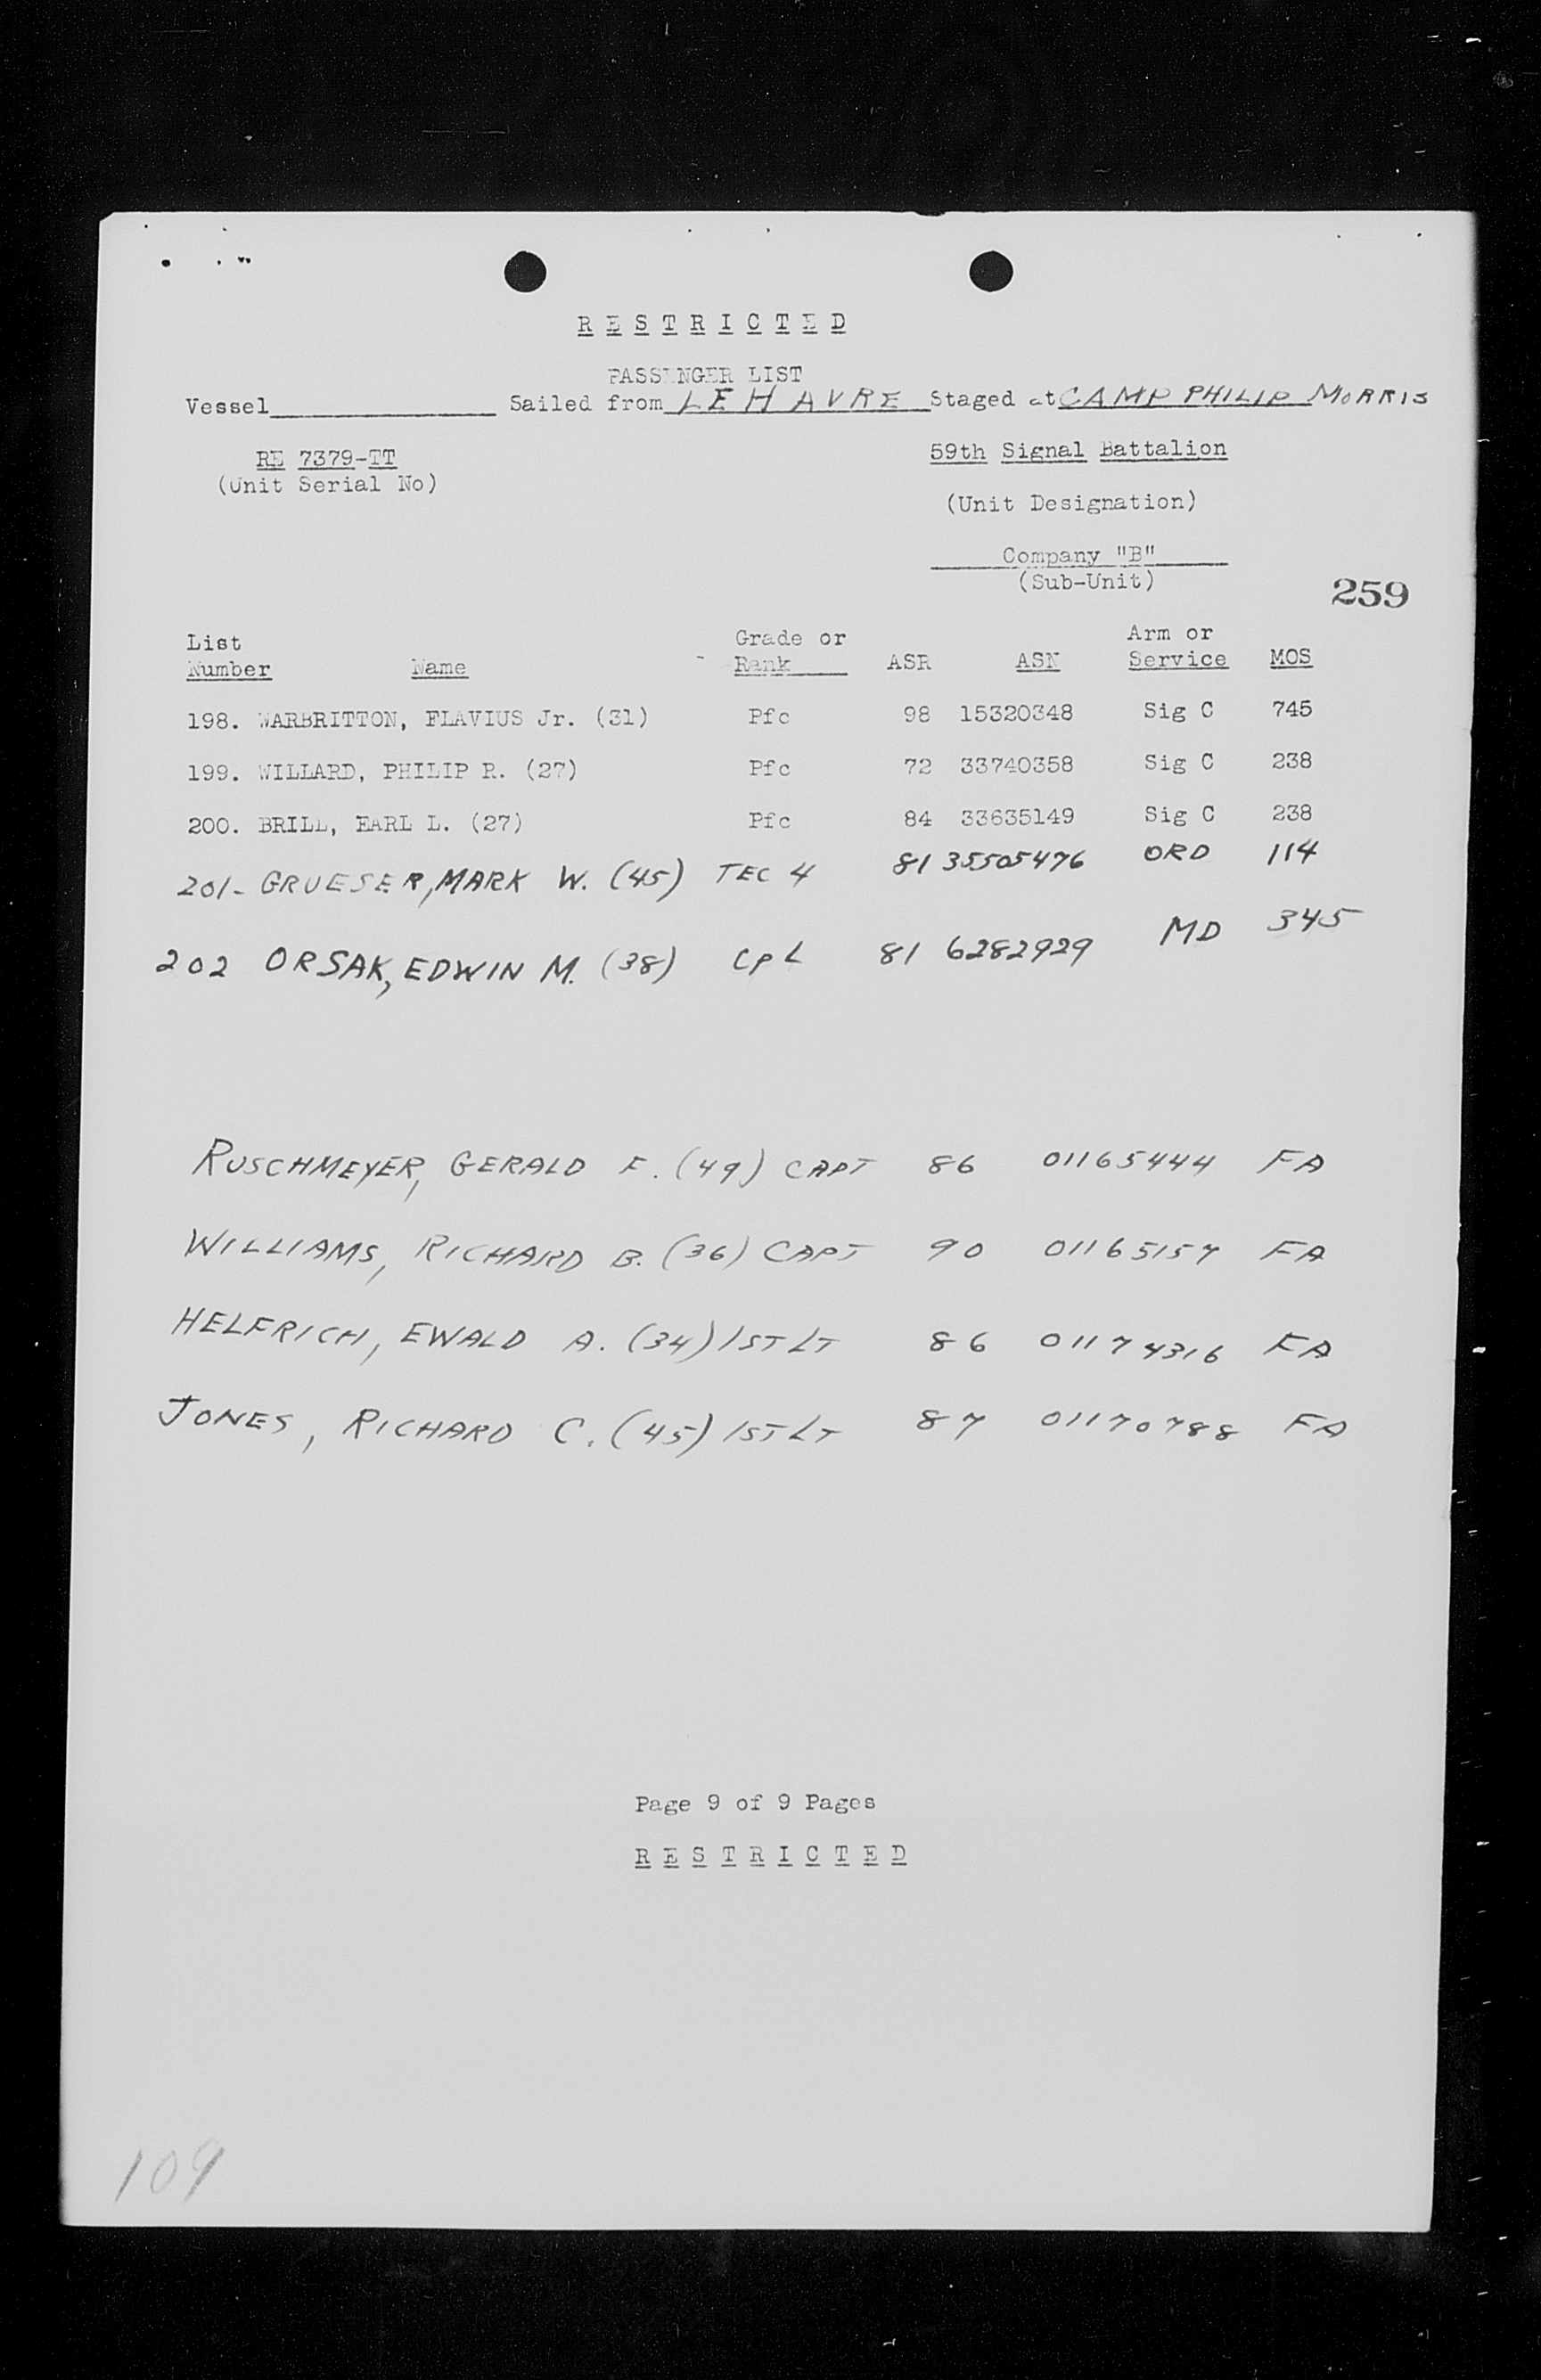 RESTRICTED
PASSENGER LIST
Vessel______________ Sailed from LE HAVRE Staged at CAMP PHILIP MORRIS
RE 7379-TT
(Unit Serial No)
59th Signal Battalion
(Unit Designation)
Company "B"
(Sub-Unit)
259
List Number Name Grade or Rank ASR ASN Arm or Service MOS
198. WARBRITTON, FLAVIUS Jr. (31) Pfc 98 15320348 Sig C 745
199. WILLARD, PHILIP R. (27) Pfc 72 33740358 Sig C 238
200. BRILL, EARL L. (27) Pfc 84 33635149 Sig C 238
201- GRUESER, MARK W. (45) TEC 4 81 35505476 ORD 114
202 ORSAK, EDWIN M. (38) CPL 81 6282929 MD 345
RUSCHMEYER, GERALD F. (49) CAPT 86 01165444 FA
WILLIAMS, RICHARD B. (36) CAPT 90 01165157 FA
HELFRICH, EWALD A. (34) 1ST LT 86 01174316 FA
JONES, RICHARD C. (45) 1ST LT 87 01170788 FA
Page 9 of 9 Pages
RESTRICTED
109